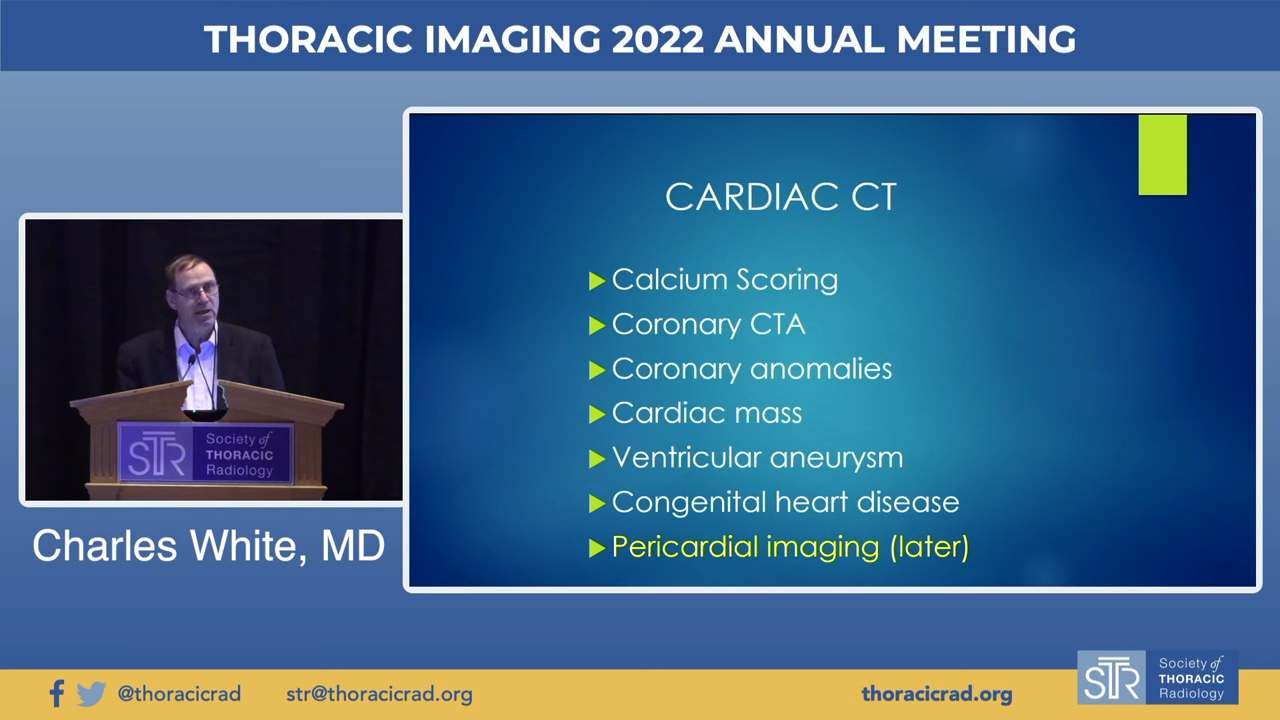 THORACIC IMAGING 2022 ANNUAL MEETING
CARDIAC CT
Calcium Scoring
Coronary CTA
Coronary anomalies
Cardiac mass
Ventricular aneurysm
Congenital heart disease
Pericardial imaging (later)
STR
Society of
THORACIC
Radiology
Charles White, MD
@thoracicrad
str@thoracicrad.org
thoracicrad.org
STR
Society of
THORACIC
Radiology